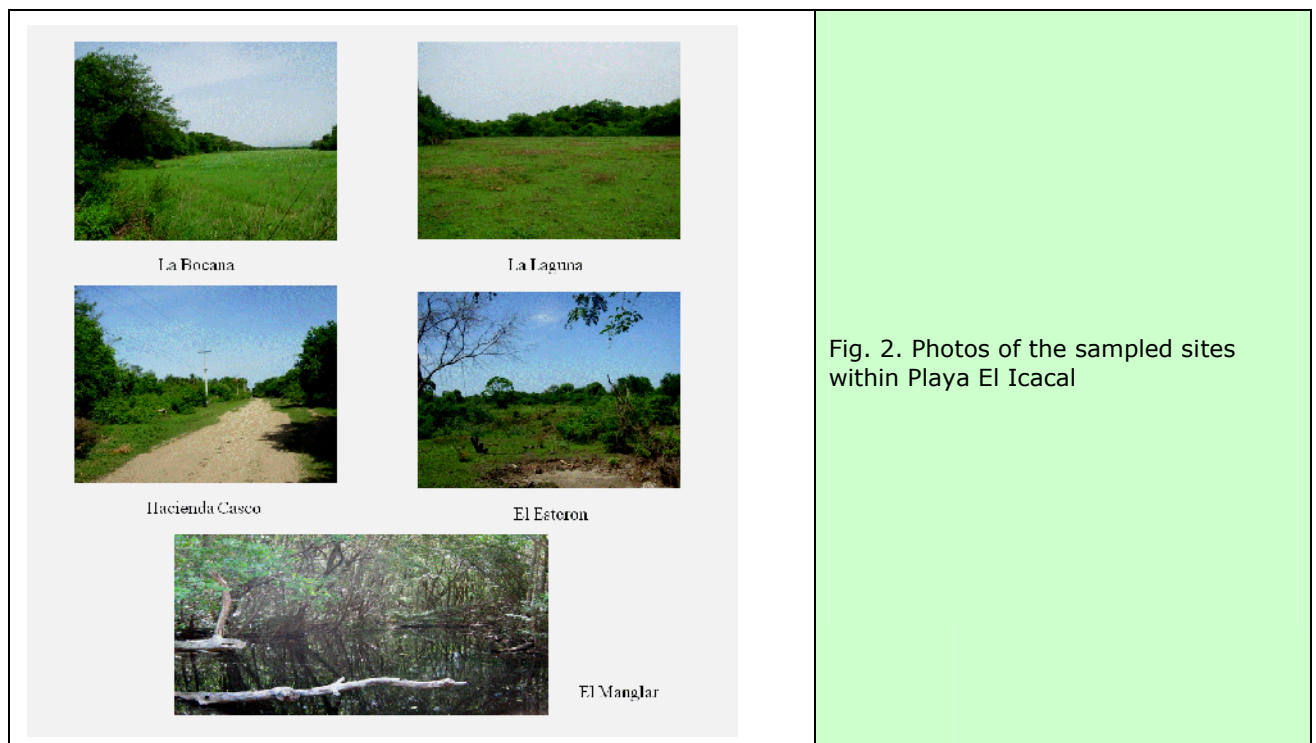 La Bocana
La Laguna
Hacienda Casco
El Esteron
El Manglar
Fig. 2. Photos of the sampled sites
within Playa El Icacal